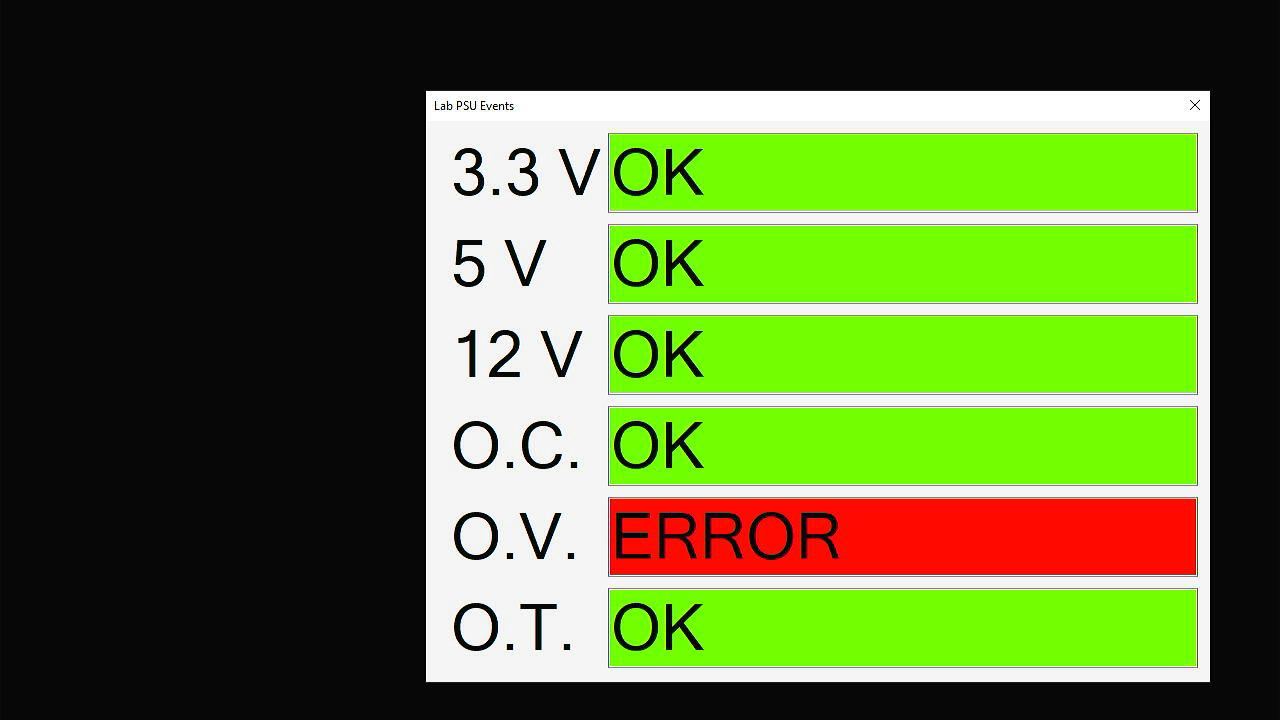 Lab PSU Events
3.3 V OK
5 V OK
12 V OK
O.C. OK
O.V. ERROR
O.T. OK